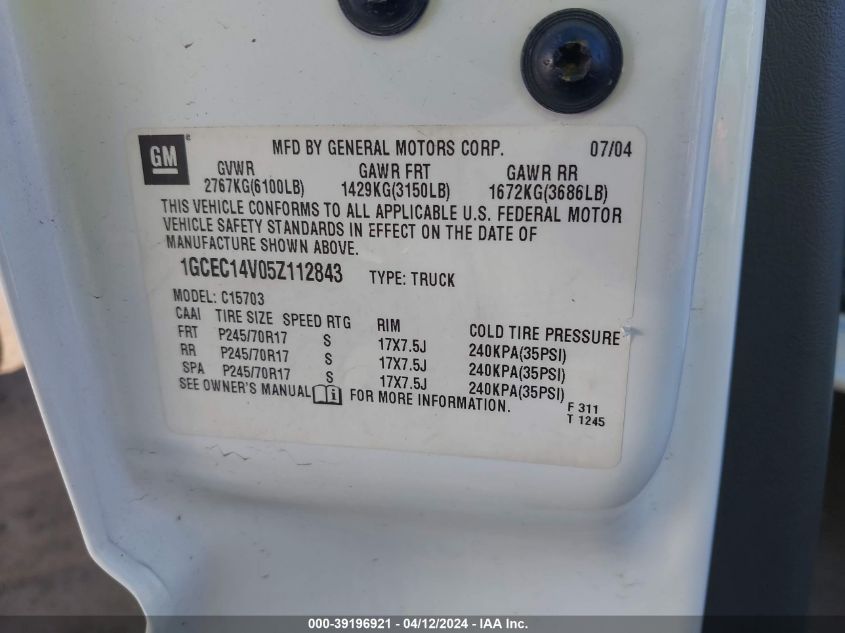 GM
MFD BY GENERAL MOTORS CORP. 07/04
GVWR GAWR FRT GAWR RR
2767KG(6100LB) 1429KG(3150LB) 1672KG(3686LB)
THIS VEHICLE CONFORMS TO ALL APPLICABLE U.S. FEDERAL MOTOR
VEHICLE SAFETY STANDARDS IN EFFECT ON THE DATE OF
MANUFACTURE SHOWN ABOVE.
1GCEC14V05Z112843 TYPE: TRUCK
MODEL: C15703
CAAI TIRE SIZE SPEED RTG RIM COLD TIRE PRESSURE
FRT P245/70R17 S 17X7.5J 240KPA(35PSI)
RR P245/70R17 S 17X7.5J 240KPA(35PSI)
SPA P245/70R17 S 17X7.5J 240KPA(35PSI)
SEE OWNER'S MANUAL i FOR MORE INFORMATION.
F 311
T 1245
000-39196921 - 04/12/2024 - IAA Inc.